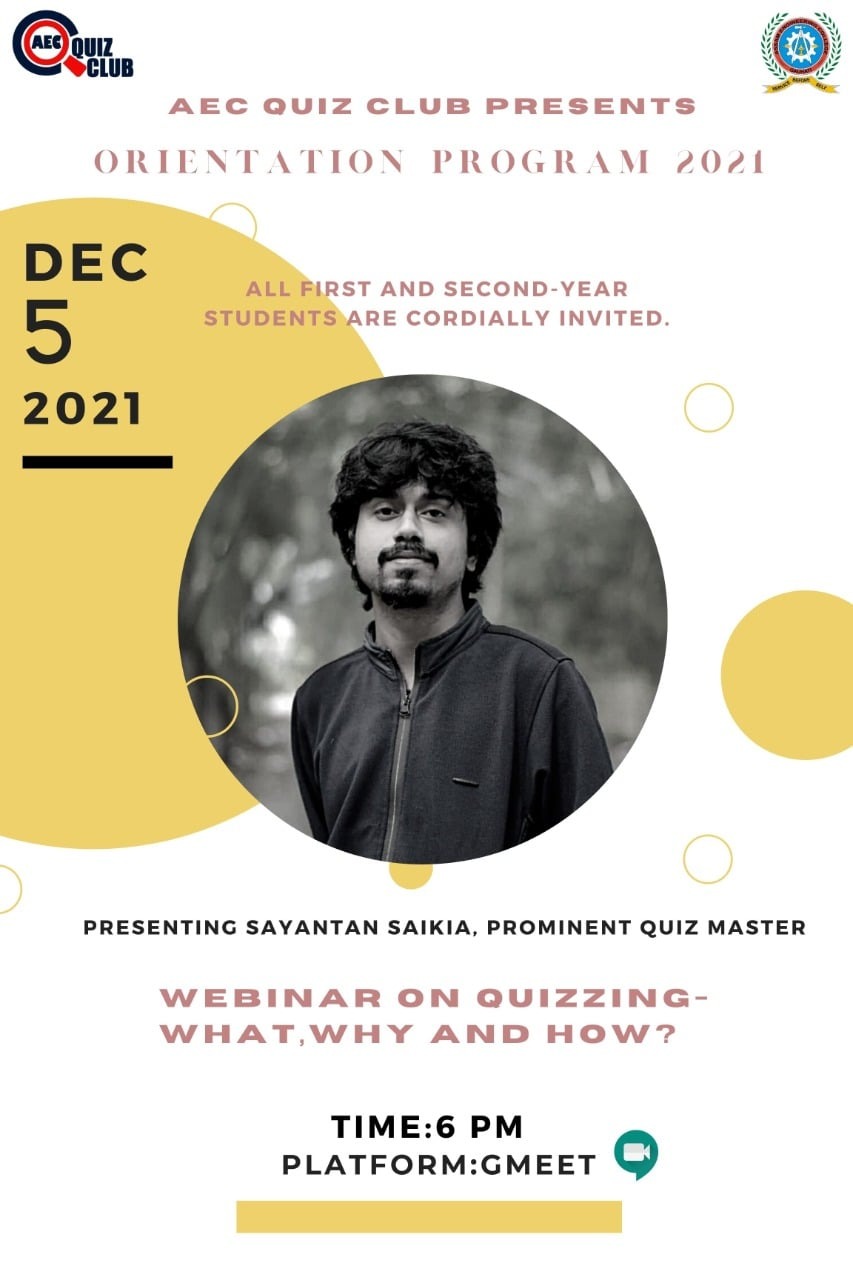 AEC QUIZ CLUB
AEC QUIZ CLUB PRESENTS
ORIENTATION PROGRAM 2021
DEC
5
2021
ALL FIRST AND SECOND-YEAR
STUDENTS ARE CORDIALLY INVITED.
PRESENTING SAYANTAN SAIKIA, PROMINENT QUIZ MASTER
WEBINAR ON QUIZZING-
WHAT,WHY AND HOW?
TIME:6 PM
PLATFORM:GMEET